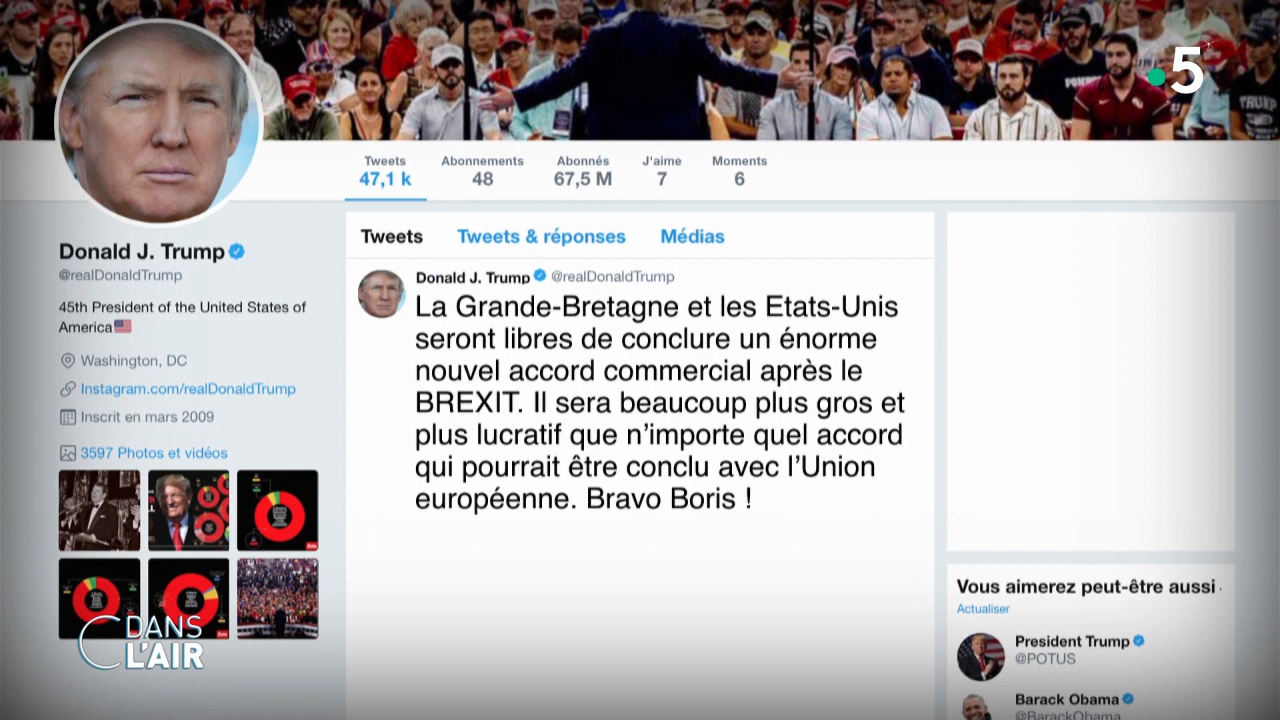 5
Tweets
47,1 k
Abonnements
48
Abonnés
67,5 M
J'aime
7
Moments
6
Donald J. Trump
@realDonaldTrump
45th President of the United States of
America
Washington, DC
Instagram.com/realDonaldTrump
Inscrit en mars 2009
3597 Photos et vidéos
C DANS
L'AIR
Tweets
Tweets & réponses
Médias
Donald J. Trump @realDonaldTrump
La Grande-Bretagne et les Etats-Unis
seront libres de conclure un énorme
nouvel accord commercial après le
BREXIT. Il sera beaucoup plus gros et
plus lucratif que n’importe quel accord
qui pourrait être conclu avec l’Union
européenne. Bravo Boris !
Vous aimerez peut-être aussi ·
Actualiser
President Trump
@POTUS
Barack Obama
@BarackObama